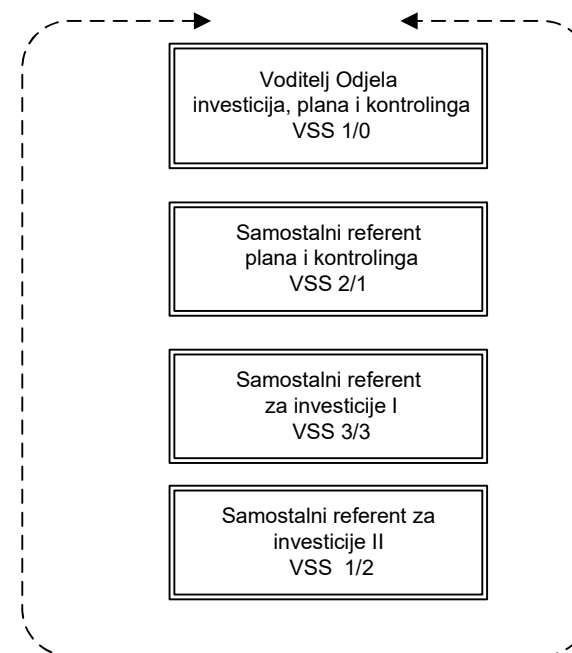 Voditelj Odjela
investicija, plana i kontrolinga
VSS 1/0
Samostalni referent
plana i kontrolinga
VSS 2/1
Samostalni referent
za investicije I
VSS 3/3
Samostalni referent za
investicije II
VSS 1/2